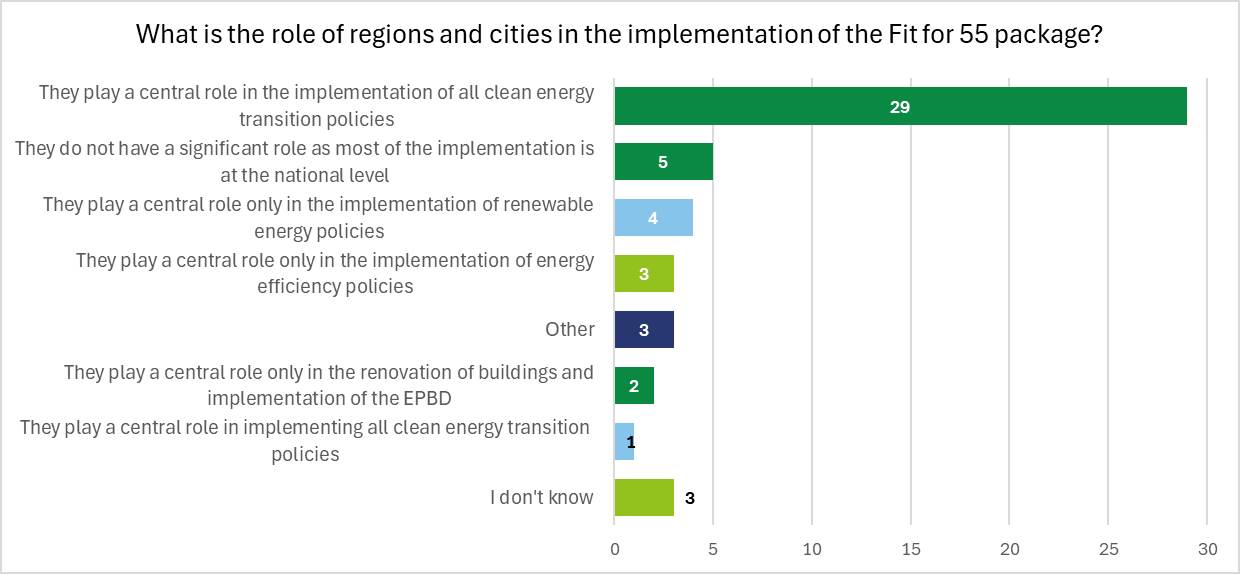 What is the role of regions and cities in the implementation of the Fit for 55 package?
They play a central role in the implementation of all clean energy
transition policies
29
They do not have a significant role as most of the implementation is
at the national level
5
They play a central role only in the implementation of renewable
energy policies
4
They play a central role only in the implementation of energy
efficiency policies
3
Other
3
They play a central role only in the renovation of buildings and
implementation of the EPBD
2
They play a central role in implementing all clean energy transition
policies
1
I don't know
3
0 5 10 15 20 25 30